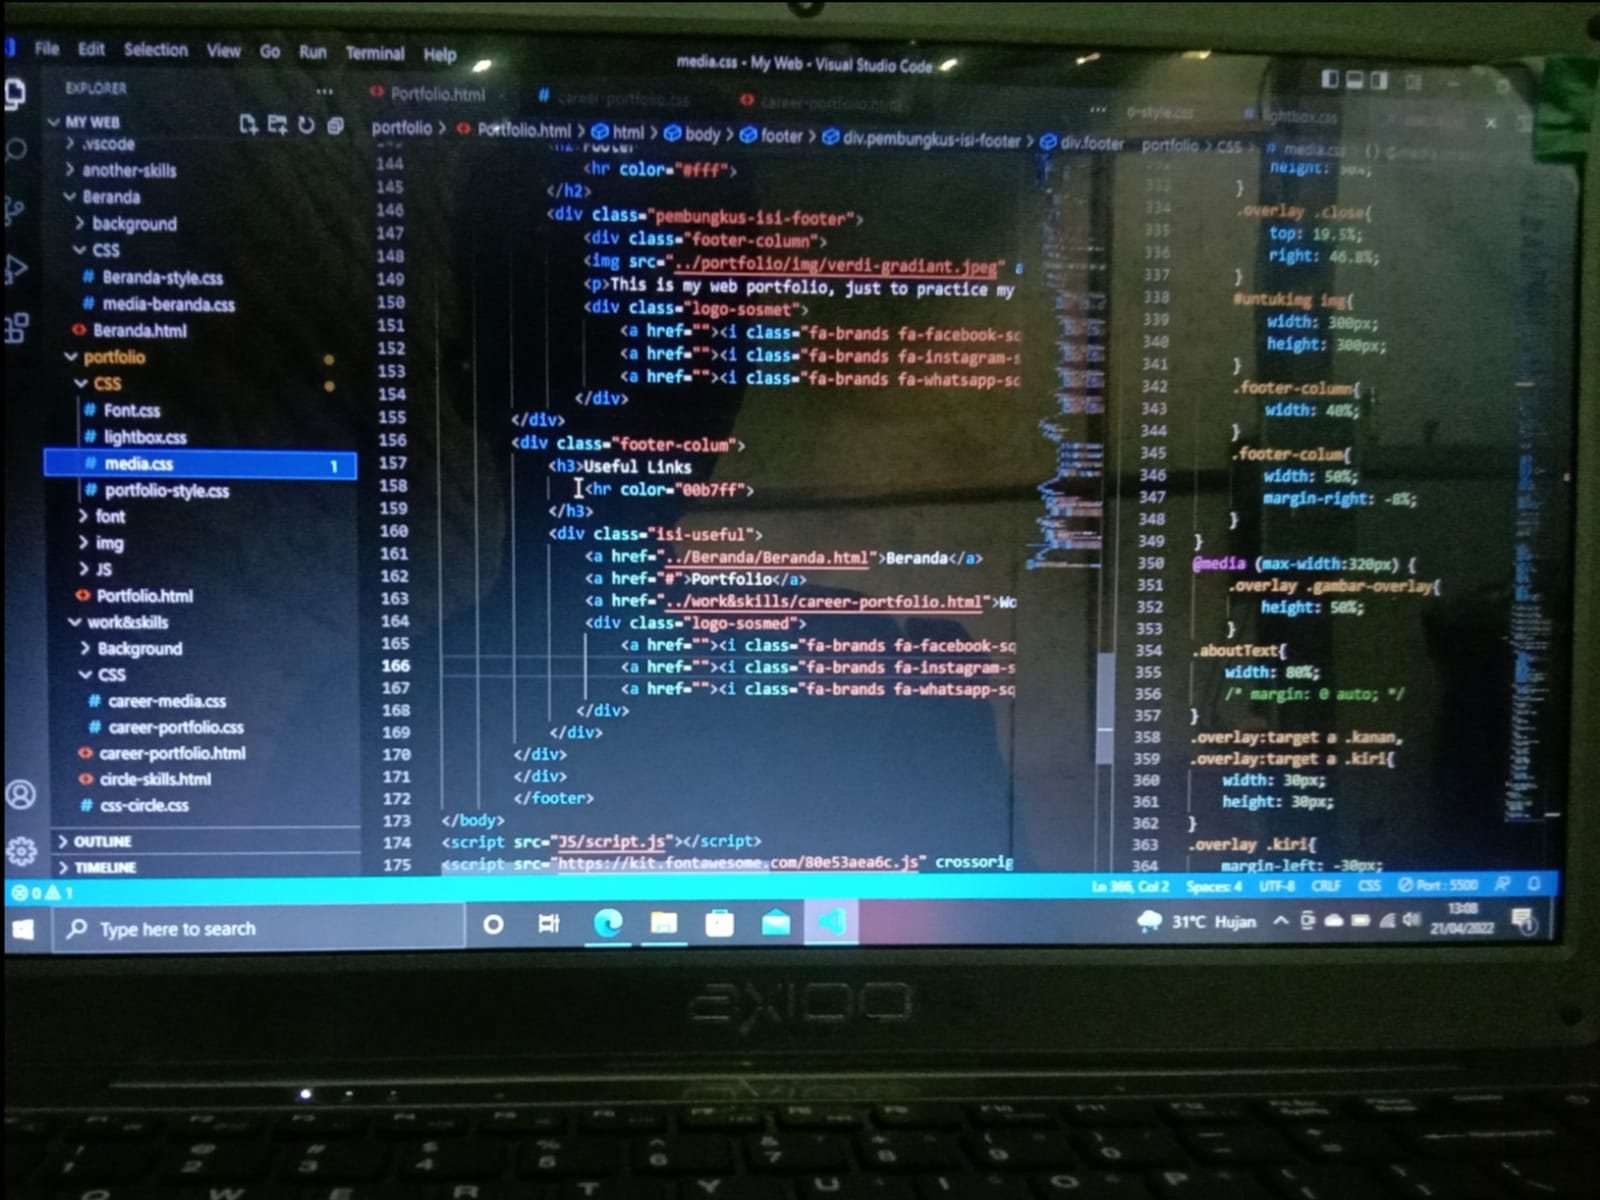 File Edit Selection View Go Run Terminal Help
media.css - My Web - Visual Studio Code
EXPLORER
MY WEB
.vscode
another-skills
Beranda
background
CSS
Beranda-style.css
media-beranda.css
Beranda.html
portfolio
CSS
Font.css
lightbox.css
media.css 1
portfolio-style.css
font
img
JS
Portfolio.html
work&skills
Background
CSS
career-media.css
career-portfolio.css
career-portfolio.html
circle-skills.html
css-circle.css
OUTLINE
TIMELINE
Portfolio.html career-portfolio.css career-portfolio.html
portfolio > Portfolio.html > html > body > footer > div.pembungkus-isi-footer > div.footer
144 <hr color="#fff">
145 </h2>
146 <div class="pembungkus-isi-footer">
147 <div class="footer-column">
148 <img src="../portfolio/img/verdi-gradiant.jpeg" a
149 <p>This is my web portfolio, just to practice my
150 <div class="logo-sosmet">
151 <a href=""><i class="fa-brands fa-facebook-sq
152 <a href=""><i class="fa-brands fa-instagram-s
153 <a href=""><i class="fa-brands fa-whatsapp-sq
154 </div>
155 </div>
156 <div class="footer-colum">
157 <h3>Useful Links
158 <hr color="00b7ff">
159 </h3>
160 <div class="isi-useful">
161 <a href="../Beranda/Beranda.html">Beranda</a>
162 <a href="#">Portfolio</a>
163 <a href="../work&skills/career-portfolio.html">Wo
164 <div class="logo-sosmed">
165 <a href=""><i class="fa-brands fa-facebook-sq
166 <a href=""><i class="fa-brands fa-instagram-s
167 <a href=""><i class="fa-brands fa-whatsapp-sq
168 </div>
169 </div>
170 </div>
171 </div>
172 </footer>
173 </body>
174 <script src="JS/script.js"></script>
175 <script src="https://kit.fontawesome.com/80e53aea6c.js" crossorig
o-style.css lightbox.css
portfolio > CSS > media.css
height: 50%;
333 }
334 .overlay .close{
335 top: 19.5%;
336 right: 46.8%;
337 }
338 #untukimg img{
339 width: 300px;
340 height: 300px;
341 }
342 .footer-column{
343 width: 40%;
344 }
345 .footer-colum{
346 width: 50%;
347 margin-right: -8%;
348 }
349 }
350 @media (max-width:320px) {
351 .overlay .gambar-overlay{
352 height: 50%;
353 }
354 .aboutText{
355 width: 80%;
356 /* margin: 0 auto; */
357 }
358 .overlay:target a .kanan,
359 .overlay:target a .kiri{
360 width: 30px;
361 height: 30px;
362 }
363 .overlay .kiri{
364 margin-left: -30px;
0 1 Ln 366, Col 2 Spaces: 4 UTF-8 CRLF CSS Port : 5500
Type here to search
31°C Hujan
13:08
21/04/2022
AXIOO